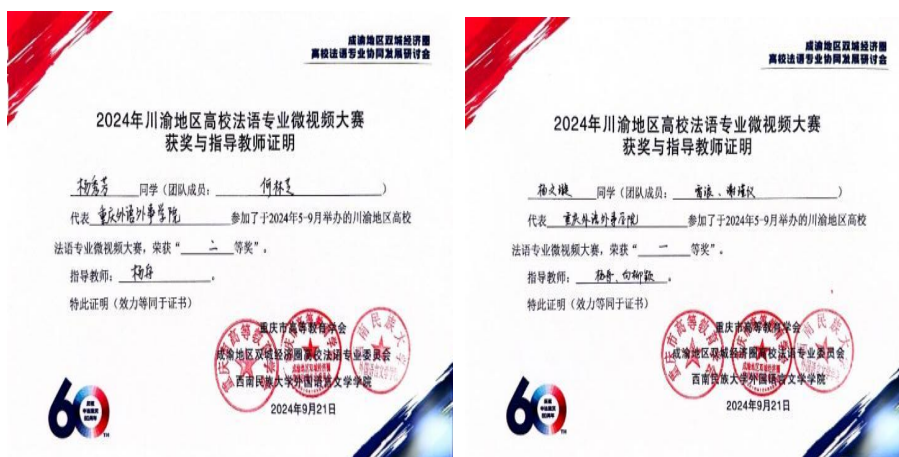 成渝地区双城经济圈
高校法语专业协同发展研讨会
2024年川渝地区高校法语专业微视频大赛
获奖与指导教师证明
杨秀芳 同学（团队成员： ）
代表 重庆外语外事学院 参加了于2024年5-9月举办的川渝地区高校
法语专业微视频大赛，荣获“ 二 等奖”。
指导教师： 。
特此证明（效力等同于证书）
重庆市高等教育学会
成渝地区双城经济圈高校法语专业委员会
西南民族大学外国语言文学学院
2024年9月21日
60
TM
成渝地区双城经济圈
高校法语专业协同发展研讨会
2024年川渝地区高校法语专业微视频大赛
获奖与指导教师证明
同学（团队成员： ）
代表 重庆外语外事学院 参加了于2024年5-9月举办的川渝地区高校
法语专业微视频大赛，荣获“ 一 等奖”。
指导教师： 。
特此证明（效力等同于证书）
重庆市高等教育学会
成渝地区双城经济圈高校法语专业委员会
西南民族大学外国语言文学学院
2024年9月21日
60
TM